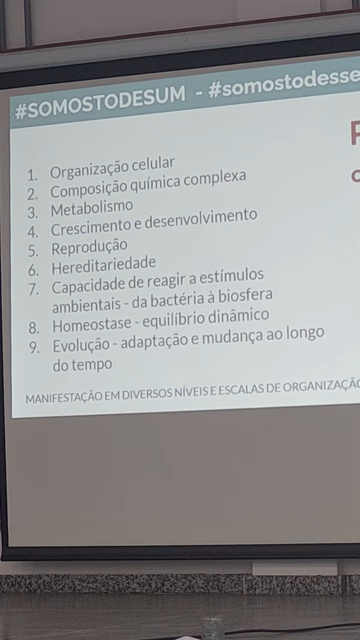 #SOMOSTODESUM - #somostodesse
1. Organização celular
2. Composição química complexa
3. Metabolismo
4. Crescimento e desenvolvimento
5. Reprodução
6. Hereditariedade
7. Capacidade de reagir a estímulos
ambientais - da bactéria à biosfera
8. Homeostase - equilíbrio dinâmico
9. Evolução - adaptação e mudança ao longo
do tempo
MANIFESTAÇÃO EM DIVERSOS NÍVEIS E ESCALAS DE ORGANIZAÇÃO